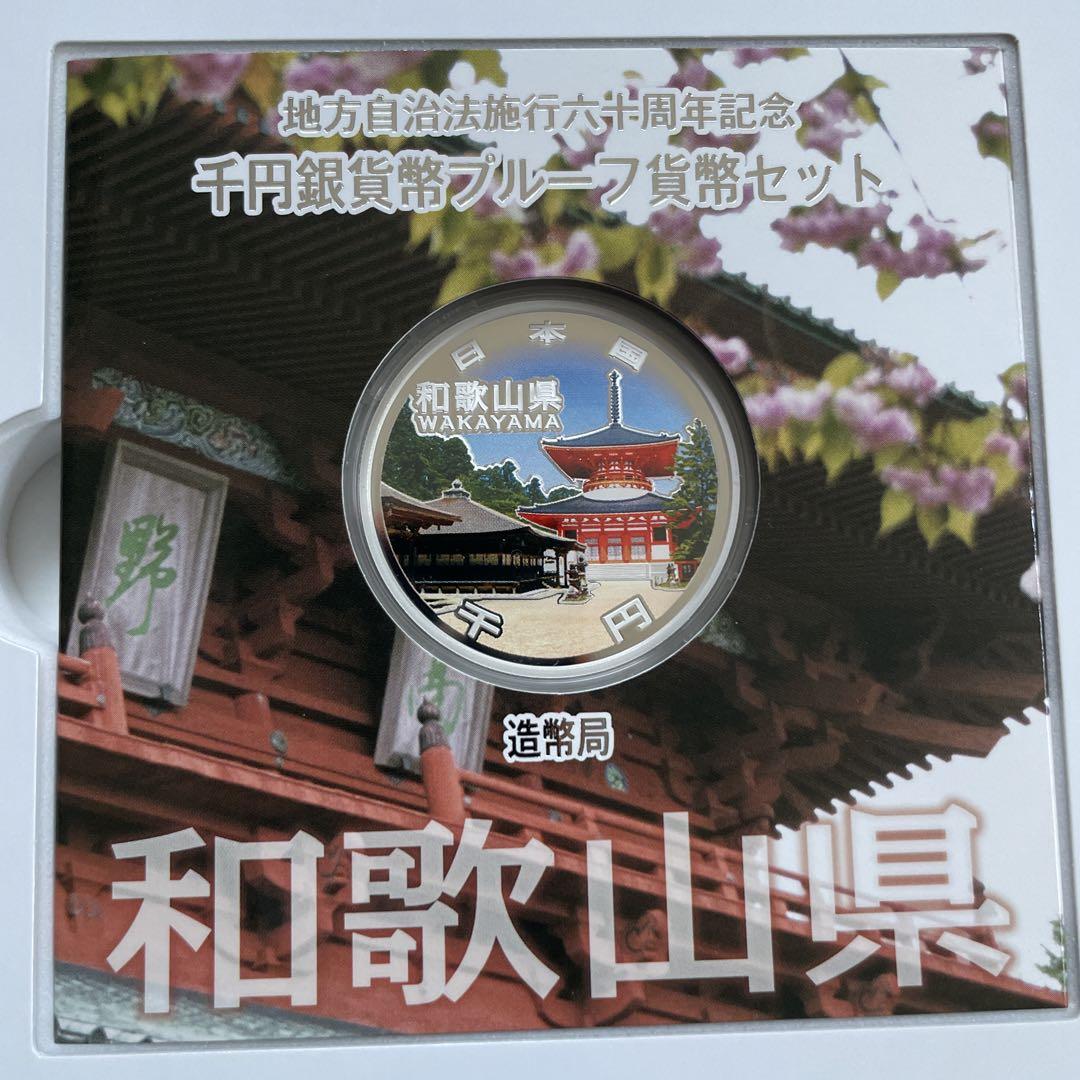 地方自治法施行六十周年記念
千円銀貨幣プルーフ貨幣セット
日本国
和歌山県
WAKAYAMA
千円
野
高
造幣局
和歌山県